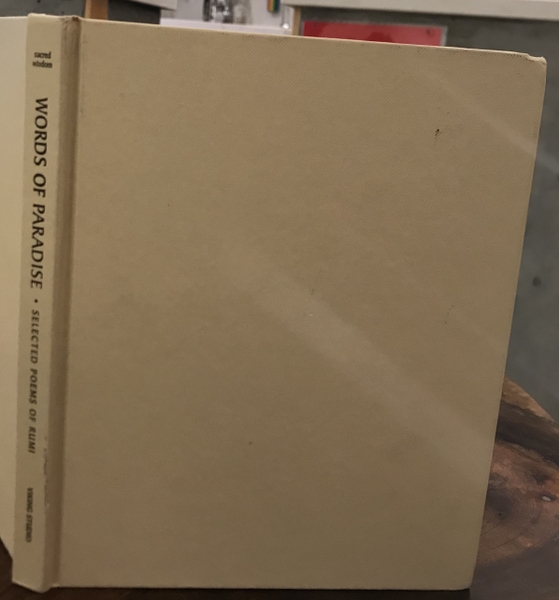 sacred
wisdom
WORDS OF PARADISE • SELECTED POEMS OF RUMI
VIKING STUDIO